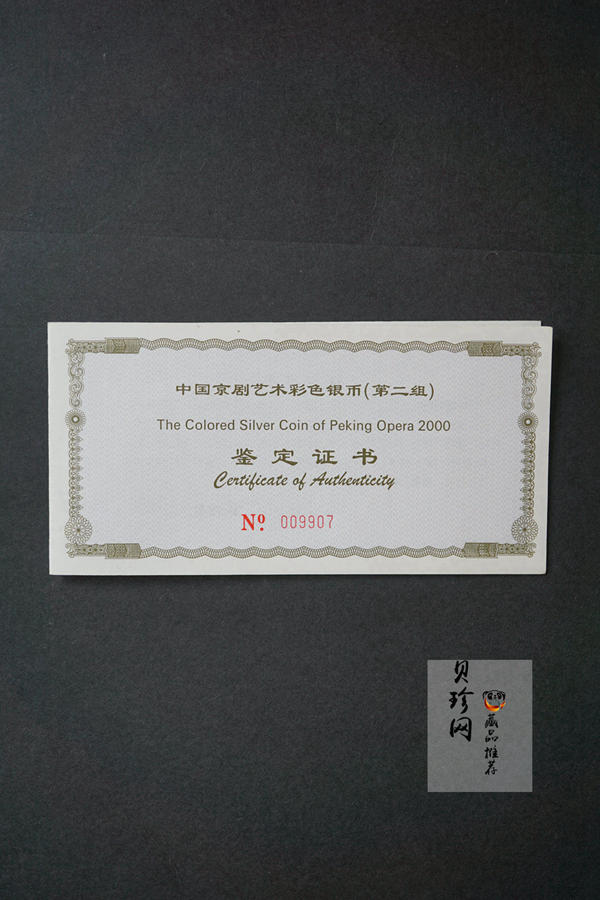 中国京剧艺术彩色银币(第二组)
The Colored Silver Coin of Peking Opera 2000
鉴定证书
Certificate of Authenticity
Nº 009907
贝珍网
藏品推荐